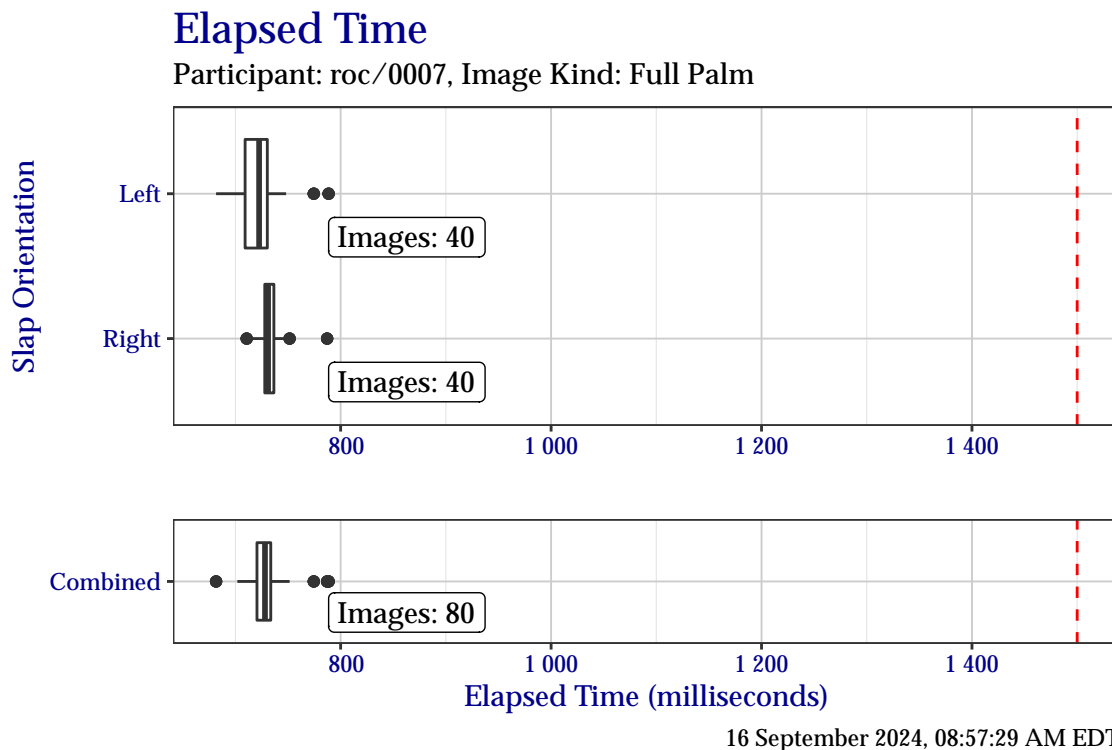 Elapsed Time
Participant: roc/0007, Image Kind: Full Palm
Slap Orientation
Left
Images: 40
Right
Images: 40
800 1 000 1 200 1 400
Combined
Images: 80
800 1 000 1 200 1 400
Elapsed Time (milliseconds)
16 September 2024, 08:57:29 AM EDT